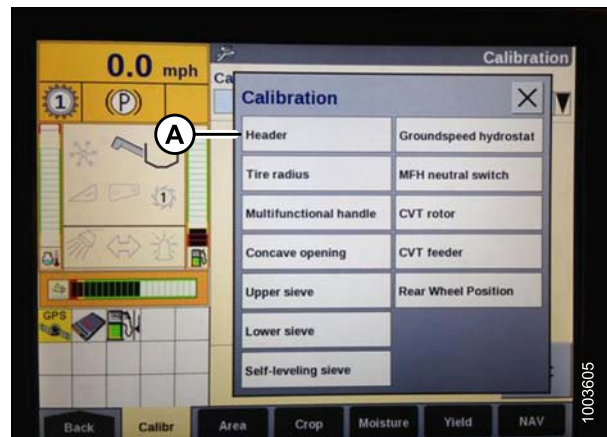 0.0 mph
Calibration
1
(P)
Ca
Calibration
A
Header
Groundspeed hydrostat
Tire radius
MFH neutral switch
Multifunctional handle
CVT rotor
Concave opening
CVT feeder
Upper sieve
Rear Wheel Position
Lower sieve
Self-leveling sieve
1
GPS
Back
Calibr
Area
Crop
Moisture
Yield
NAV
1003605